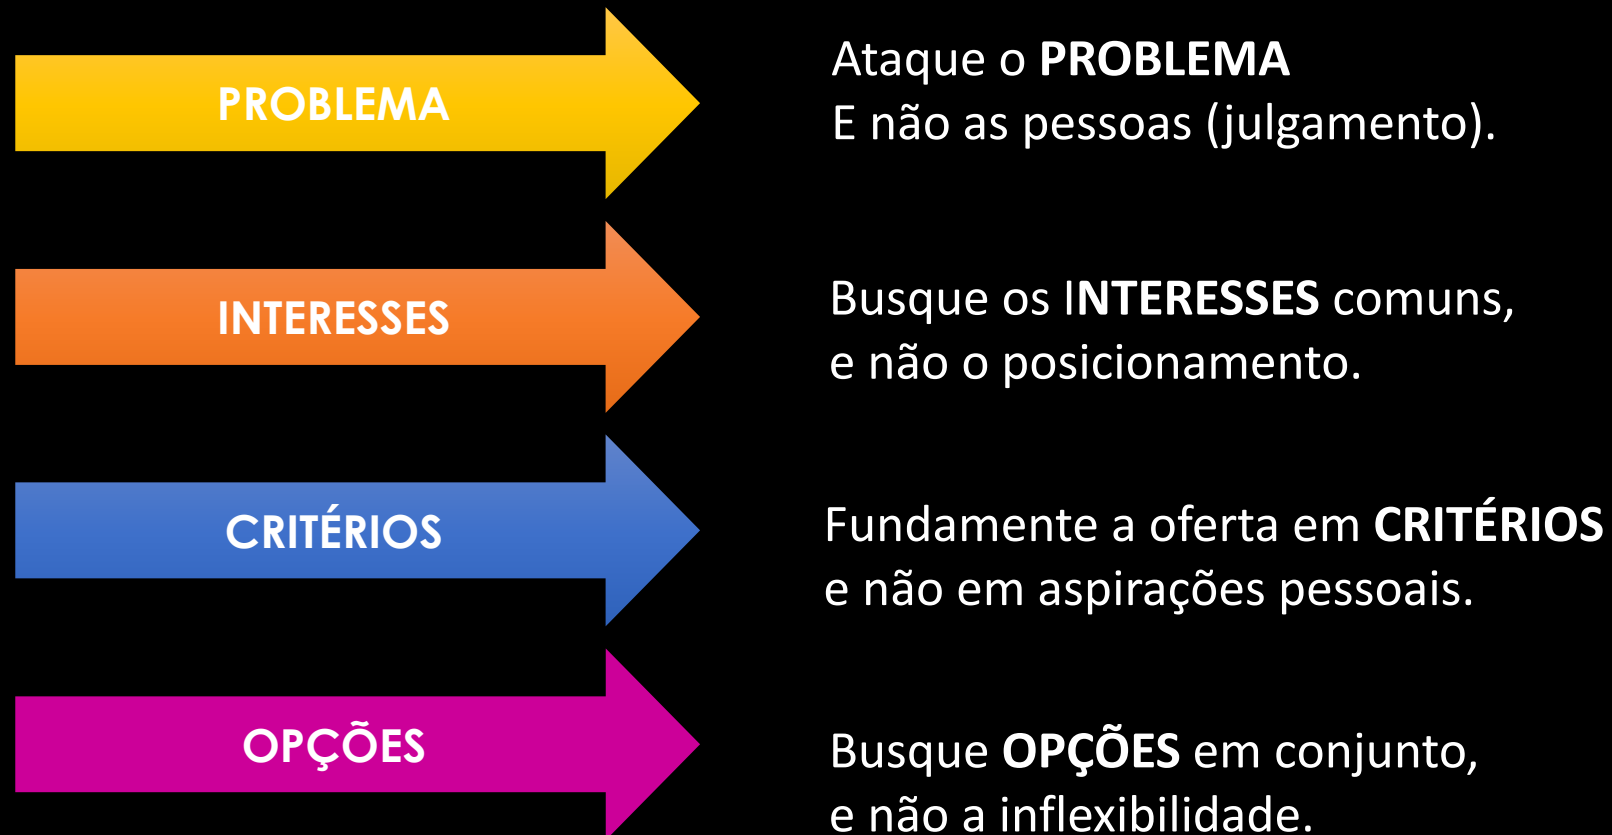 PROBLEMA
Ataque o PROBLEMA
E não as pessoas (julgamento).
INTERESSES
Busque os INTERESSES comuns,
e não o posicionamento.
CRITÉRIOS
Fundamente a oferta em CRITÉRIOS
e não em aspirações pessoais.
OPÇÕES
Busque OPÇÕES em conjunto,
e não a inflexibilidade.